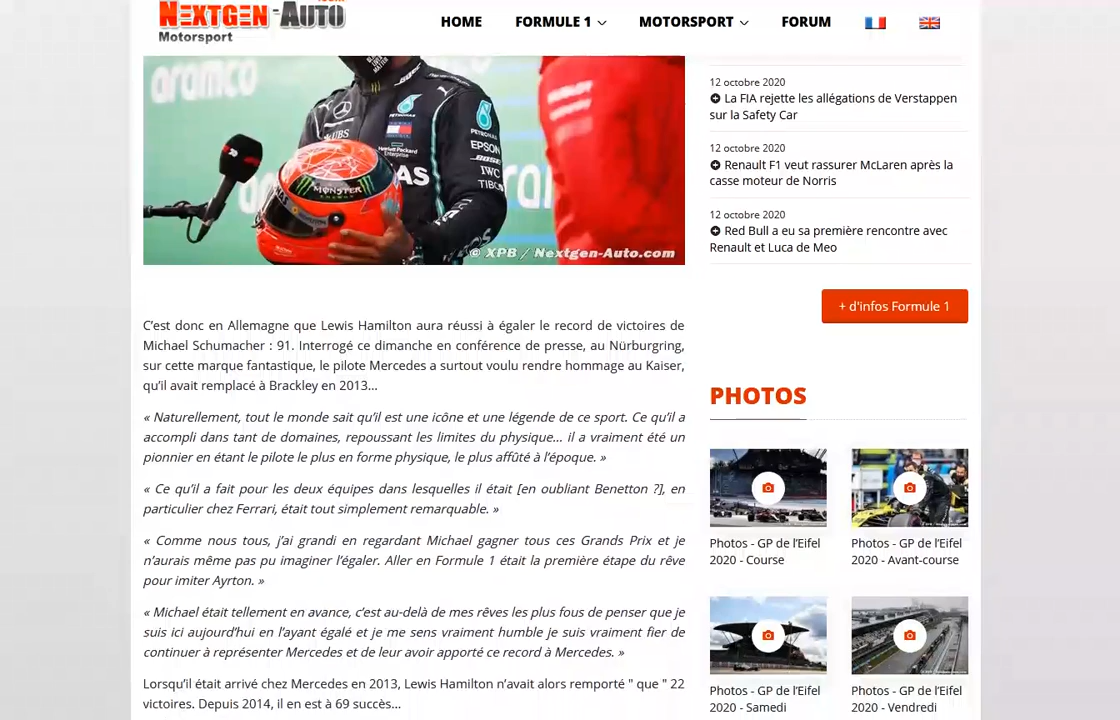 NEXTGEN-AUTO
Motorsport
HOME
FORMULE 1
MOTORSPORT
FORUM
aramco
UBS
PETRONAS
Hewlett Packard
Enterprise
EPSON
BOSE
IWC
TIBCO
MONSTER
AS
PETRONAS
© XPB / Nextgen-Auto.com
C’est donc en Allemagne que Lewis Hamilton aura réussi à égaler le record de victoires de
Michael Schumacher : 91. Interrogé ce dimanche en conférence de presse, au Nürburgring,
sur cette marque fantastique, le pilote Mercedes a surtout voulu rendre hommage au Kaiser,
qu’il avait remplacé à Brackley en 2013…
« Naturellement, tout le monde sait qu’il est une icône et une légende de ce sport. Ce qu’il a
accompli dans tant de domaines, repoussant les limites du physique… il a vraiment été un
pionnier en étant le pilote le plus en forme physique, le plus affûté à l’époque. »
« Ce qu’il a fait pour les deux équipes dans lesquelles il était [en oubliant Benetton ?], en
particulier chez Ferrari, était tout simplement remarquable. »
« Comme nous tous, j’ai grandi en regardant Michael gagner tous ces Grands Prix et je
n’aurais même pas pu imaginer l’égaler. Aller en Formule 1 était la première étape du rêve
pour imiter Ayrton. »
« Michael était tellement en avance, c’est au-delà de mes rêves les plus fous de penser que je
suis ici aujourd’hui en l’ayant égalé et je me sens vraiment humble je suis vraiment fier de
continuer à représenter Mercedes et de leur avoir apporté ce record à Mercedes. »
Lorsqu’il était arrivé chez Mercedes en 2013, Lewis Hamilton n’avait alors remporté " que " 22
victoires. Depuis 2014, il en est à 69 succès…
12 octobre 2020
La FIA rejette les allégations de Verstappen
sur la Safety Car
12 octobre 2020
Renault F1 veut rassurer McLaren après la
casse moteur de Norris
12 octobre 2020
Red Bull a eu sa première rencontre avec
Renault et Luca de Meo
+ d'infos Formule 1
PHOTOS
Photos - GP de l’Eifel
2020 - Course
Photos - GP de l’Eifel
2020 - Avant-course
Photos - GP de l’Eifel
2020 - Samedi
Photos - GP de l’Eifel
2020 - Vendredi